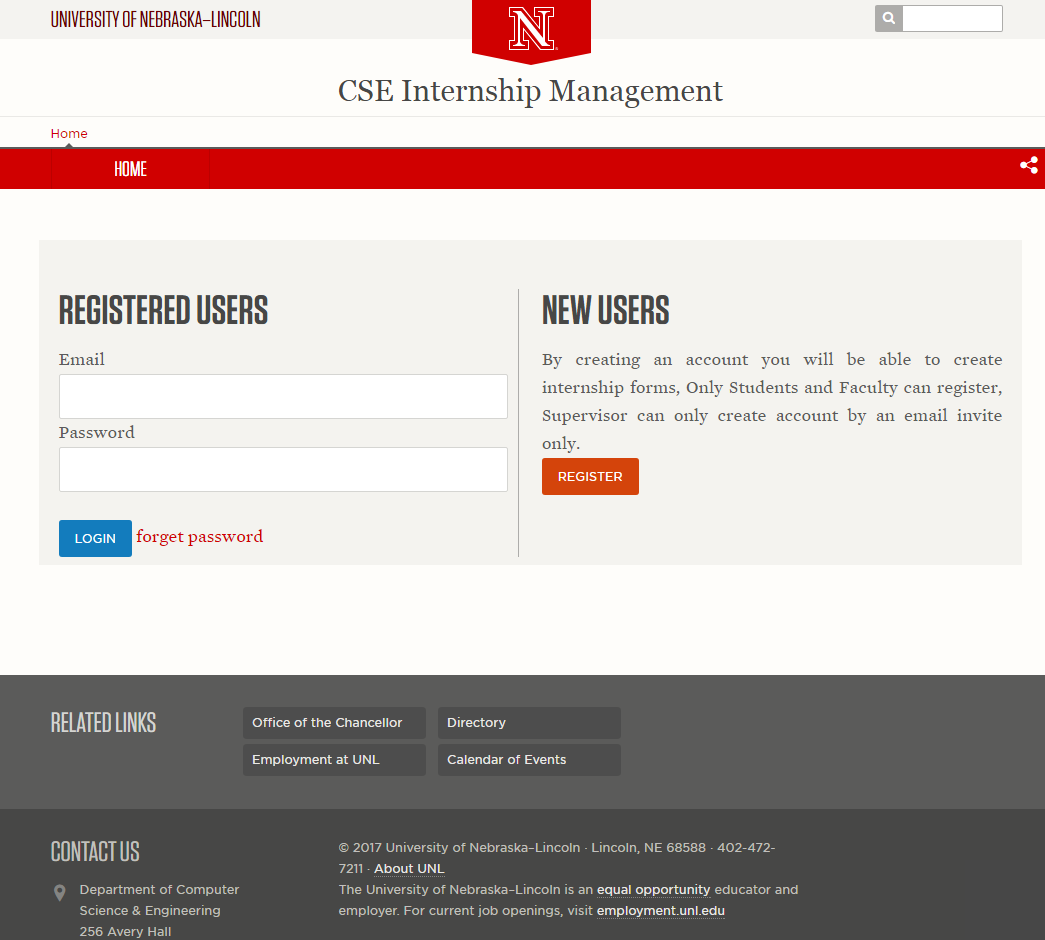 UNIVERSITY OF NEBRASKA–LINCOLN
N
CSE Internship Management
Home
HOME
REGISTERED USERS
Email
Password
LOGIN forget password
NEW USERS
By creating an account you will be able to create
internship forms, Only Students and Faculty can register,
Supervisor can only create account by an email invite
only.
REGISTER
RELATED LINKS
Office of the Chancellor
Directory
Employment at UNL
Calendar of Events
CONTACT US
Department of Computer
Science & Engineering
256 Avery Hall
© 2017 University of Nebraska–Lincoln · Lincoln, NE 68588 · 402-472-
7211 · About UNL
The University of Nebraska–Lincoln is an equal opportunity educator and
employer. For current job openings, visit employment.unl.edu